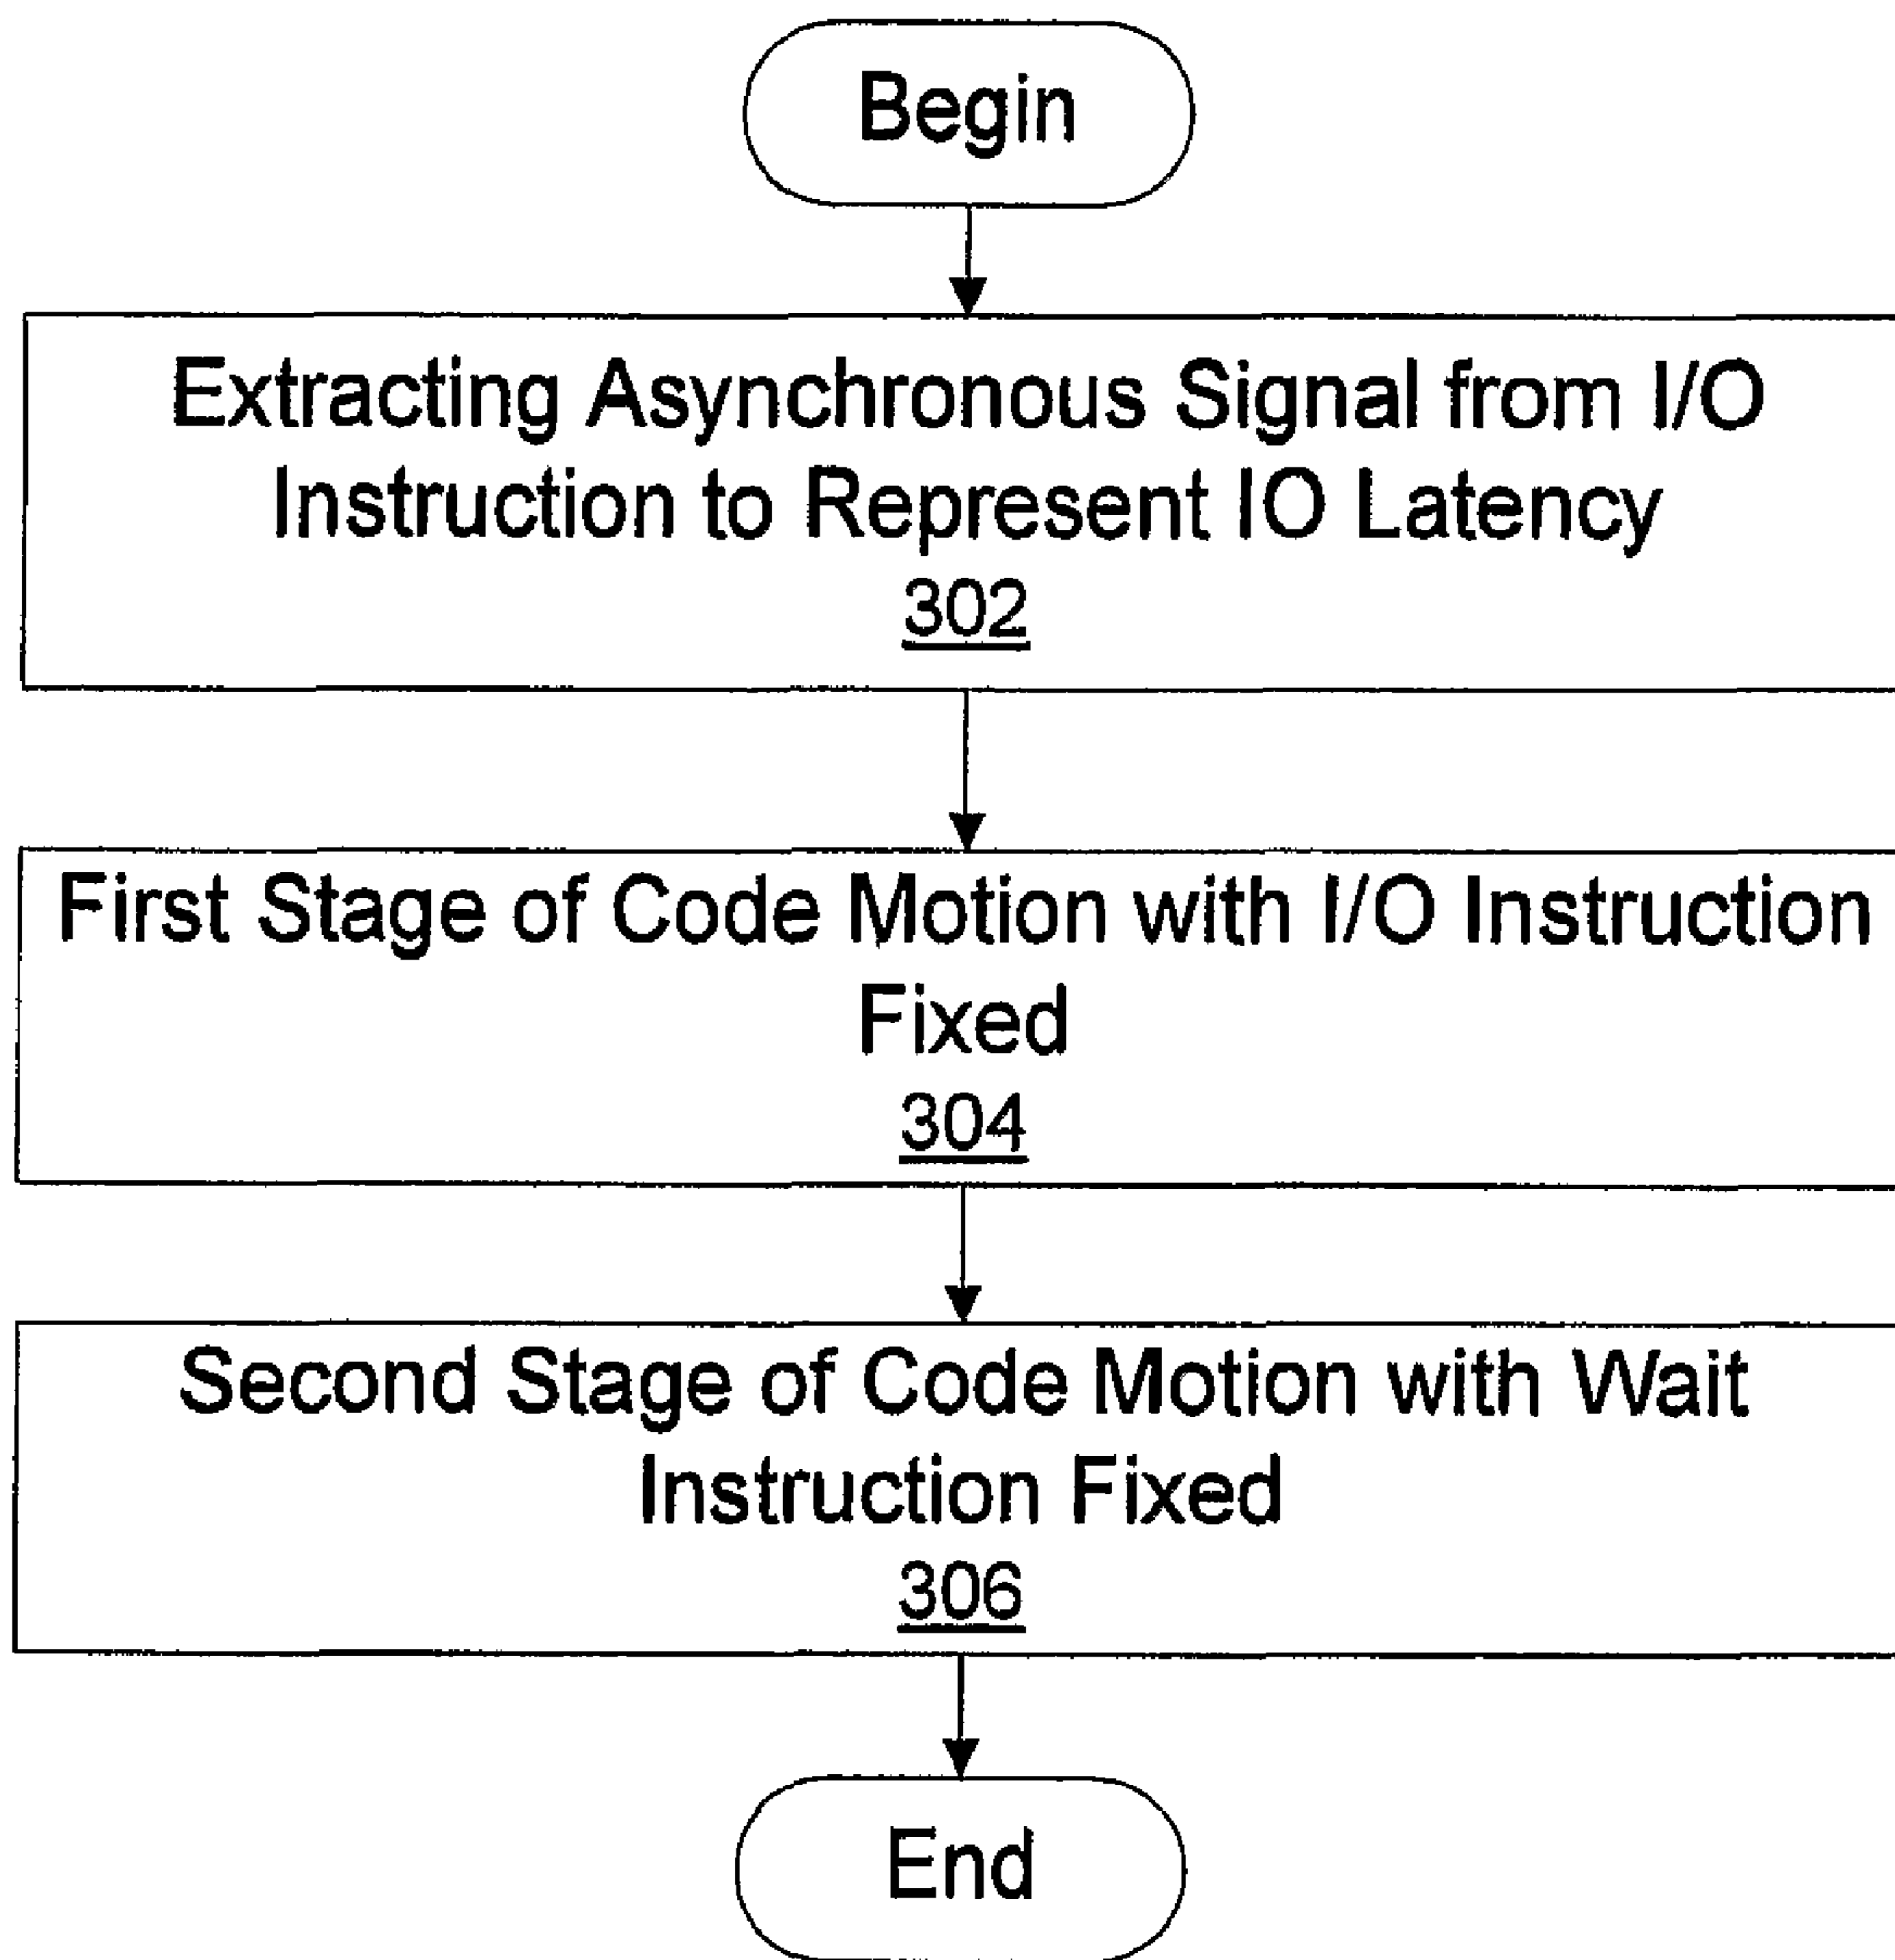 Begin
Extracting Asynchronous Signal from I/O
Instruction to Represent IO Latency
302
First Stage of Code Motion with I/O Instruction
Fixed
304
Second Stage of Code Motion with Wait
Instruction Fixed
306
End